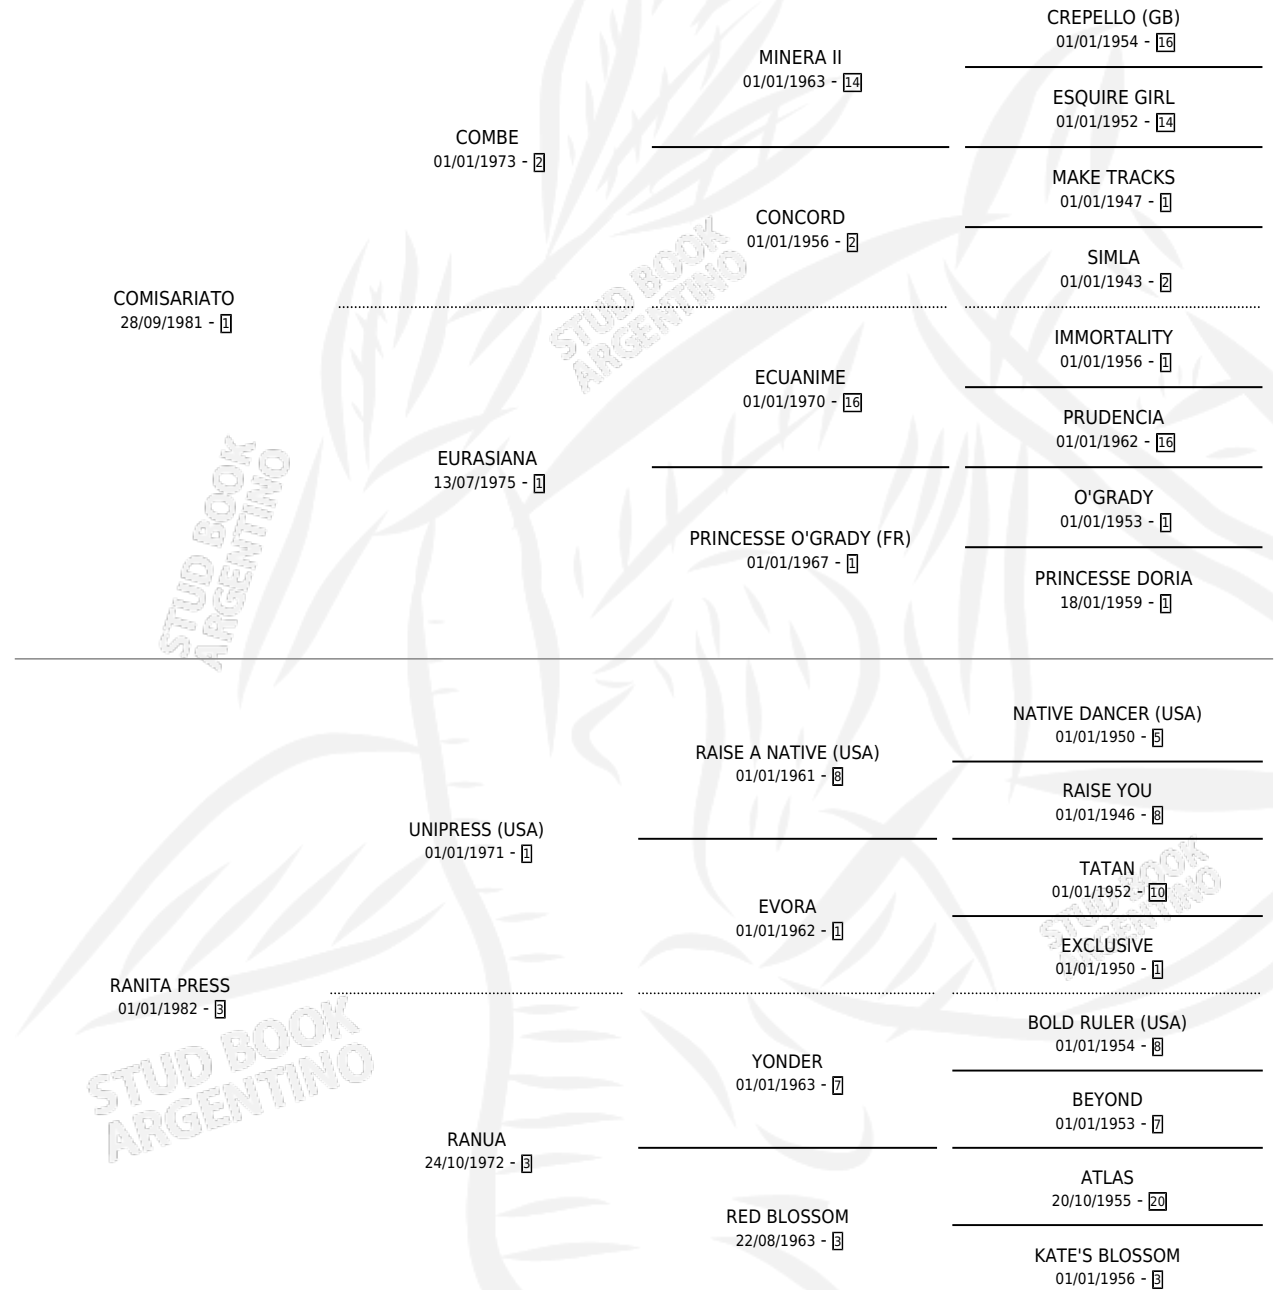 CREPELLO (GB)
01/01/1954 - 16
MINERA II
01/01/1963 - 14
ESQUIRE GIRL
01/01/1952 - 14
COMBE
01/01/1973 - 2
MAKE TRACKS
01/01/1947 - 1
CONCORD
01/01/1956 - 2
SIMLA
01/01/1943 - 2
COMISARIATO
28/09/1981 - 1
IMMORTALITY
01/01/1956 - 1
ECUANIME
01/01/1970 - 16
PRUDENCIA
01/01/1962 - 16
EURASIANA
13/07/1975 - 1
O'GRADY
01/01/1953 - 1
PRINCESSE O'GRADY (FR)
01/01/1967 - 1
PRINCESSE DORIA
18/01/1959 - 1
NATIVE DANCER (USA)
01/01/1950 - 5
RAISE A NATIVE (USA)
01/01/1961 - 8
RAISE YOU
01/01/1946 - 8
UNIPRESS (USA)
01/01/1971 - 1
TATAN
01/01/1952 - 10
EVORA
01/01/1962 - 1
EXCLUSIVE
01/01/1950 - 1
RANITA PRESS
01/01/1982 - 3
BOLD RULER (USA)
01/01/1954 - 8
YONDER
01/01/1963 - 7
BEYOND
01/01/1953 - 7
RANUA
24/10/1972 - 3
ATLAS
20/10/1955 - 20
RED BLOSSOM
22/08/1963 - 3
KATE'S BLOSSOM
01/01/1956 - 3
STUD BOOK
ARGENTINO
STUD BOOK
ARGENTINO
STUD BOOK
ARGENTINO
STUD BOOK
ARGENTINO